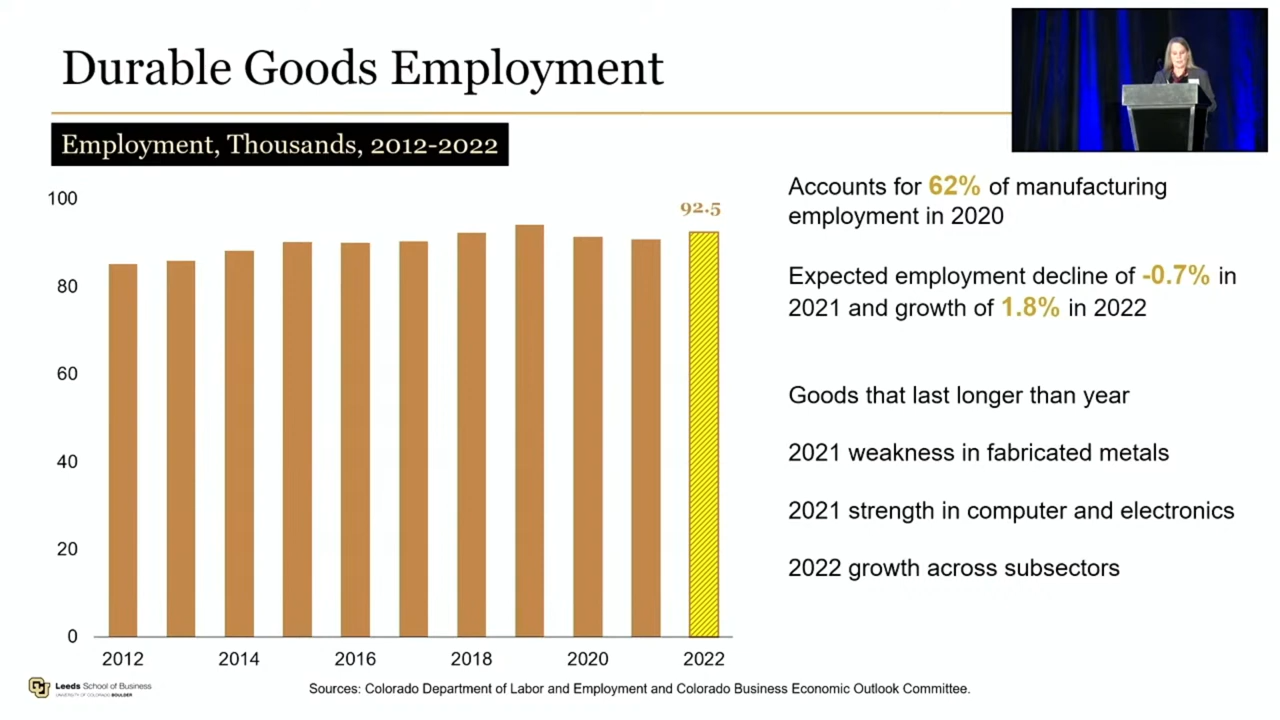 Durable Goods Employment
Employment, Thousands, 2012-2022
100
80
60
40
20
0
92.5
2012
2014
2016
2018
2020
2022
Accounts for 62% of manufacturing
employment in 2020
Expected employment decline of -0.7% in
2021 and growth of 1.8% in 2022
Goods that last longer than year
2021 weakness in fabricated metals
2021 strength in computer and electronics
2022 growth across subsectors
Leeds School of Business
UNIVERSITY OF COLORADO BOULDER
Sources: Colorado Department of Labor and Employment and Colorado Business Economic Outlook Committee.